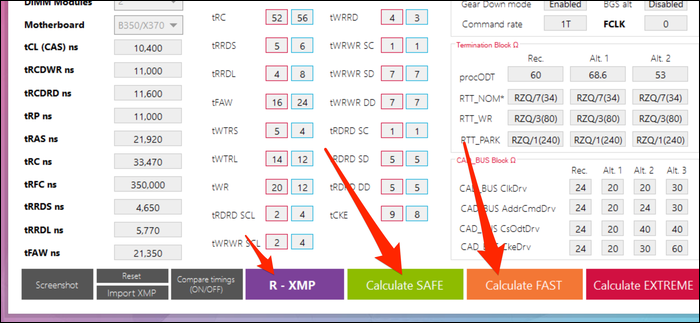 DIMM Modules 2
Motherboard B350/X370
tCL (CAS) ns 10,400
tRCDWR ns 11,000
tRCDRD ns 11,600
tRP ns 11,000
tRAS ns 21,920
tRC ns 33,470
tRFC ns 350,000
tRRDS ns 4,650
tRRDL ns 5,770
tFAW ns 21,350
tRC 52 56
tRRDS 5 6
tRRDL 4 8
tFAW 16 24
tWTRS 5 4
tWTRL 14 12
tWR 20 12
tRDRD SCL 2 4
tWRWR SCL 2 4
tWRRD 4 3
tWRWR SC 1 1
tWRWR SD 7 7
tWRWR DD 7 7
tRDRD SC 1 1
tRDRD SD 5 5
tRDRD DD 5 5
tCKE 9 8
Gear Down mode Enabled BGS alt Disabled
Command rate 1T FCLK 0
Termination Block Ω
Rec. Alt. 1 Alt. 2
procODT 60 68.6 53
RTT_NOM* RZQ/7(34) RZQ/7(34) RZQ/7(34)
RTT_WR RZQ/3(80) RZQ/3(80) RZQ/3(80)
RTT_PARK RZQ/1(240) RZQ/1(240) RZQ/1(240)
CAD_BUS Block Ω
Rec. Alt. 1 Alt. 2 Alt. 3
CAD_BUS ClkDrv 24 20 20 30
CAD_BUS AddrCmdDrv 24 20 20 30
CAD_BUS CsOdtDrv 24 20 40 40
CAD_BUS CkeDrv 24 20 30 60
Screenshot
Reset
Import XMP
Compare timings
(ON/OFF)
R - XMP
Calculate SAFE
Calculate FAST
Calculate EXTREME